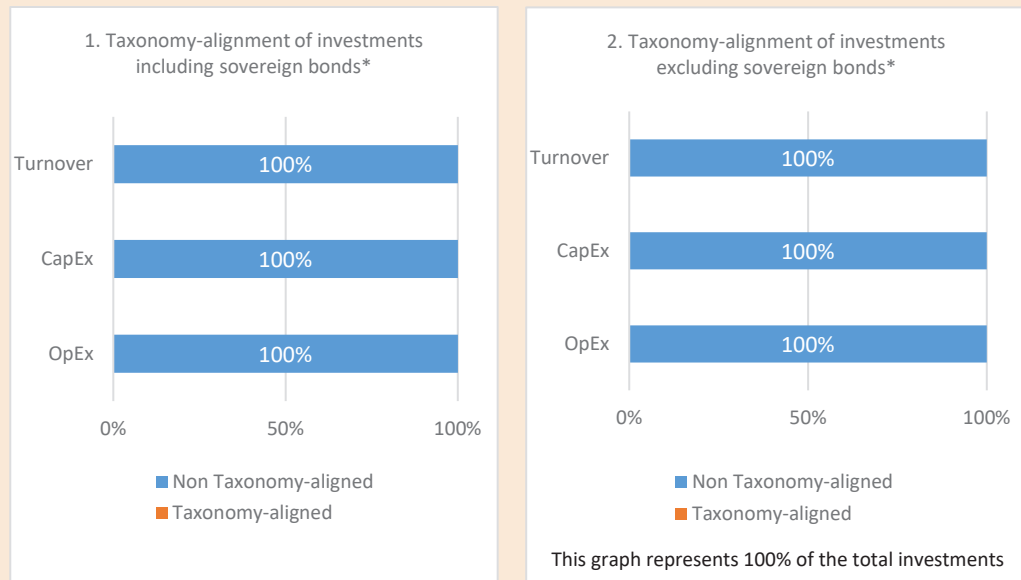 1. Taxonomy-alignment of investments
including sovereign bonds*
Turnover
100%
CapEx
100%
OpEx
100%
0%
50%
100%
Non Taxonomy-aligned
Taxonomy-aligned
2. Taxonomy-alignment of investments
excluding sovereign bonds*
Turnover
100%
CapEx
100%
OpEx
100%
0%
50%
100%
Non Taxonomy-aligned
Taxonomy-aligned
This graph represents 100% of the total investments